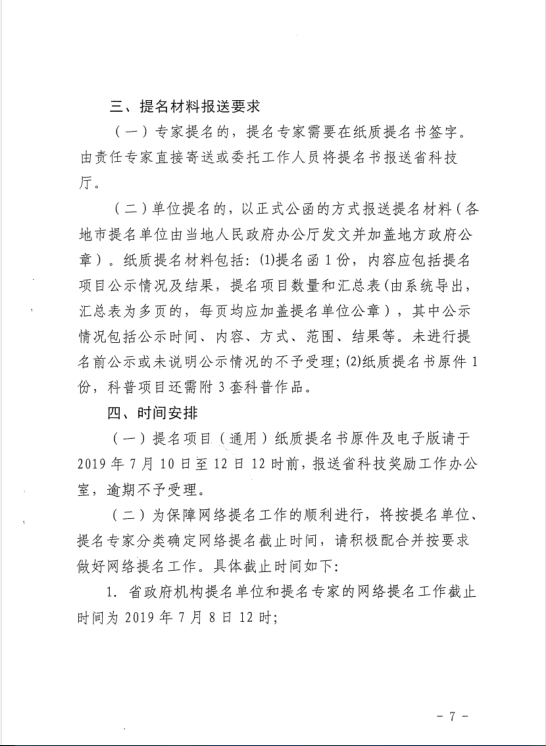 三、提名材料报送要求
（一）专家提名的，提名专家需要在纸质提名书签字。
由责任专家直接寄送或委托工作人员将提名书报送省科技
厅。
（二）单位提名的，以正式公函的方式报送提名材料（各
地市提名单位由当地人民政府办公厅发文并加盖地方政府公
章）。纸质提名材料包括：⑴提名函 1 份，内容应包括提名
项目公示情况及结果，提名项目数量和汇总表(由系统导出，
汇总表为多页的，每页均应加盖提名单位公章），其中公示
情况包括公示时间、内容、方式、范围、结果等。未进行提
名前公示或未说明公示情况的不予受理；⑵纸质提名书原件 1
份，科普项目还需附 3 套科普作品。
四、时间安排
（一）提名项目（通用）纸质提名书原件及电子版请于
2019 年 7 月 10 日至 12 日 12 时前，报送省科技奖励工作办公
室，逾期不予受理。
（二）为保障网络提名工作的顺利进行，将按提名单位、
提名专家分类确定网络提名截止时间，请积极配合并按要求
做好网络提名工作。具体截止时间如下：
1. 省政府机构提名单位和提名专家的网络提名工作截止
时间为 2019 年 7 月 8 日 12 时；
- 7 -